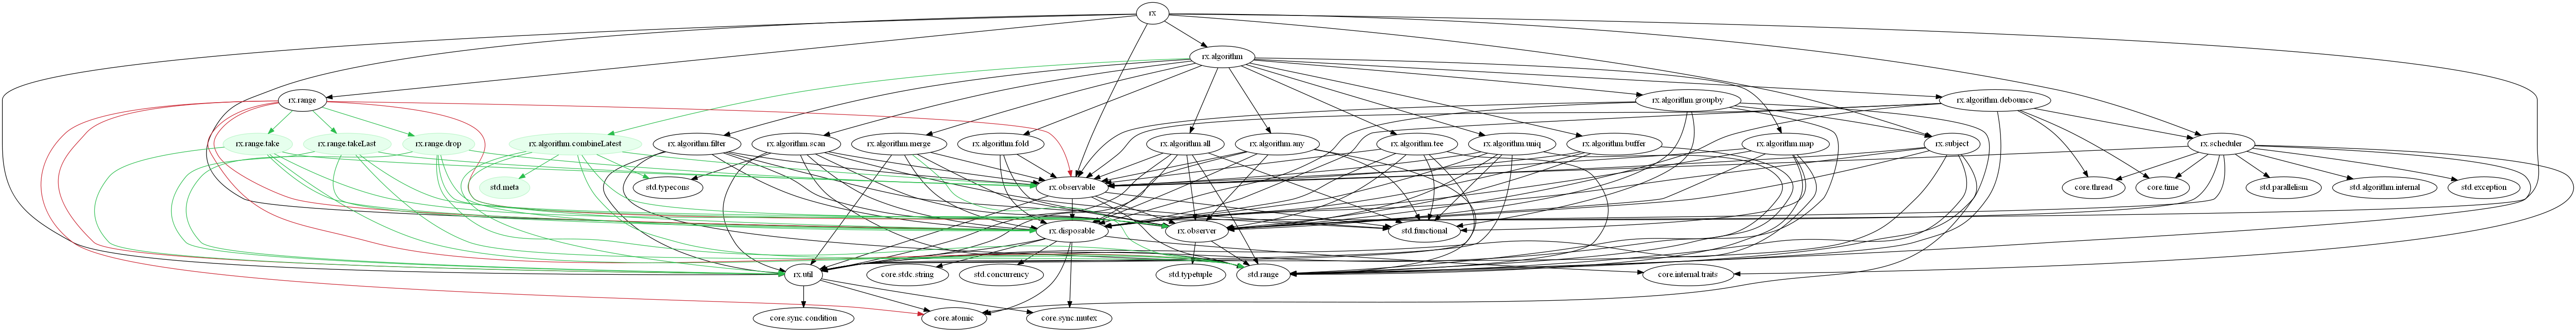 rx
rx.algorithm
rx.range
rx.algorithm.groupby
rx.algorithm.debounce
rx.range.take
rx.range.takeLast
rx.range.drop
rx.algorithm.combineLatest
rx.algorithm.filter
rx.algorithm.scan
rx.algorithm.merge
rx.algorithm.fold
rx.algorithm.all
rx.algorithm.any
rx.algorithm.tee
rx.algorithm.uniq
rx.algorithm.buffer
rx.algorithm.map
rx.subject
rx.scheduler
std.meta
std.typecons
rx.observable
core.thread
core.time
std.parallelism
std.algorithm.internal
std.exception
rx.disposable
rx.observer
std.functional
rx.util
core.stdc.string
std.concurrency
std.typetuple
std.range
core.internal.traits
core.sync.condition
core.atomic
core.sync.mutex